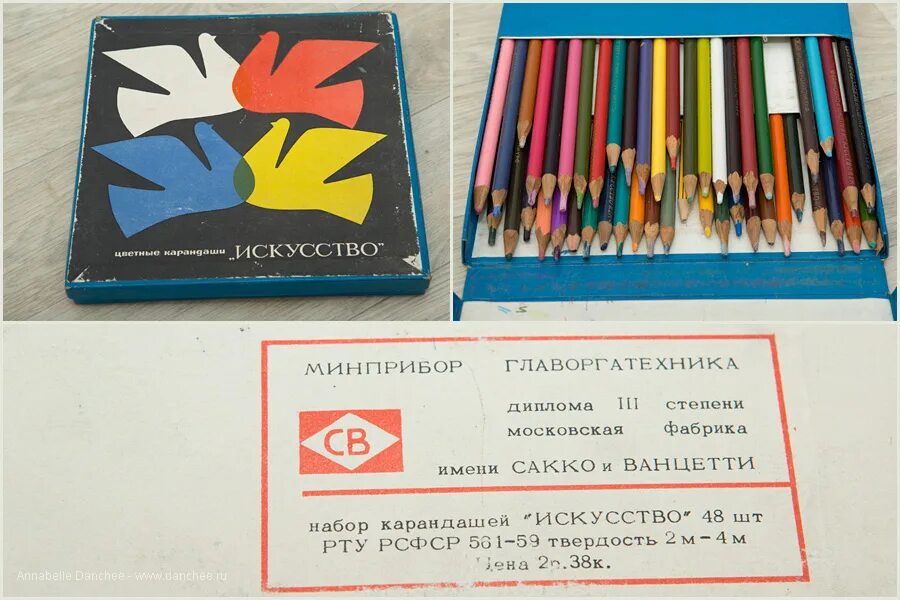 цветные карандаши „ИСКУССТВО"
МИНПРИБОР ГЛАВОРГАТЕХНИКА
СВ
диплома III степени
московская фабрика
имени САККО и ВАНЦЕТТИ
набор карандашей "ИСКУССТВО" 48 шт
РТУ РСФСР 561-59 твердость 2м-4м
Цена 2р.38к.
Annabelle Danchee - www.danchee.ru